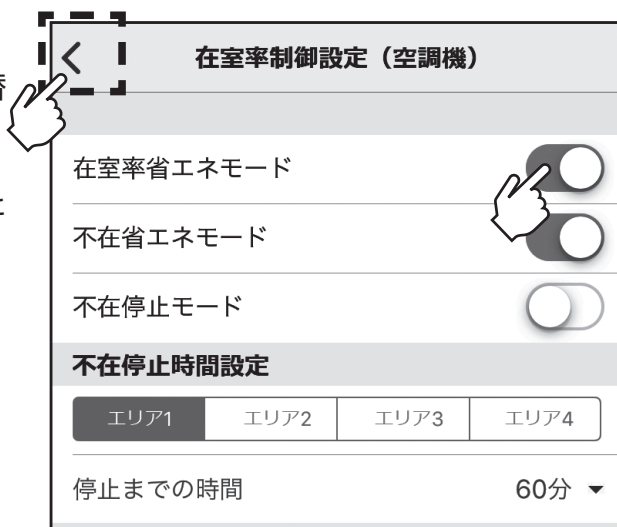 在室率制御設定（空調機）
在室率省エネモード
不在省エネモード
不在停止モード
不在停止時間設定
エリア1 エリア2 エリア3 エリア4
停止までの時間 60分